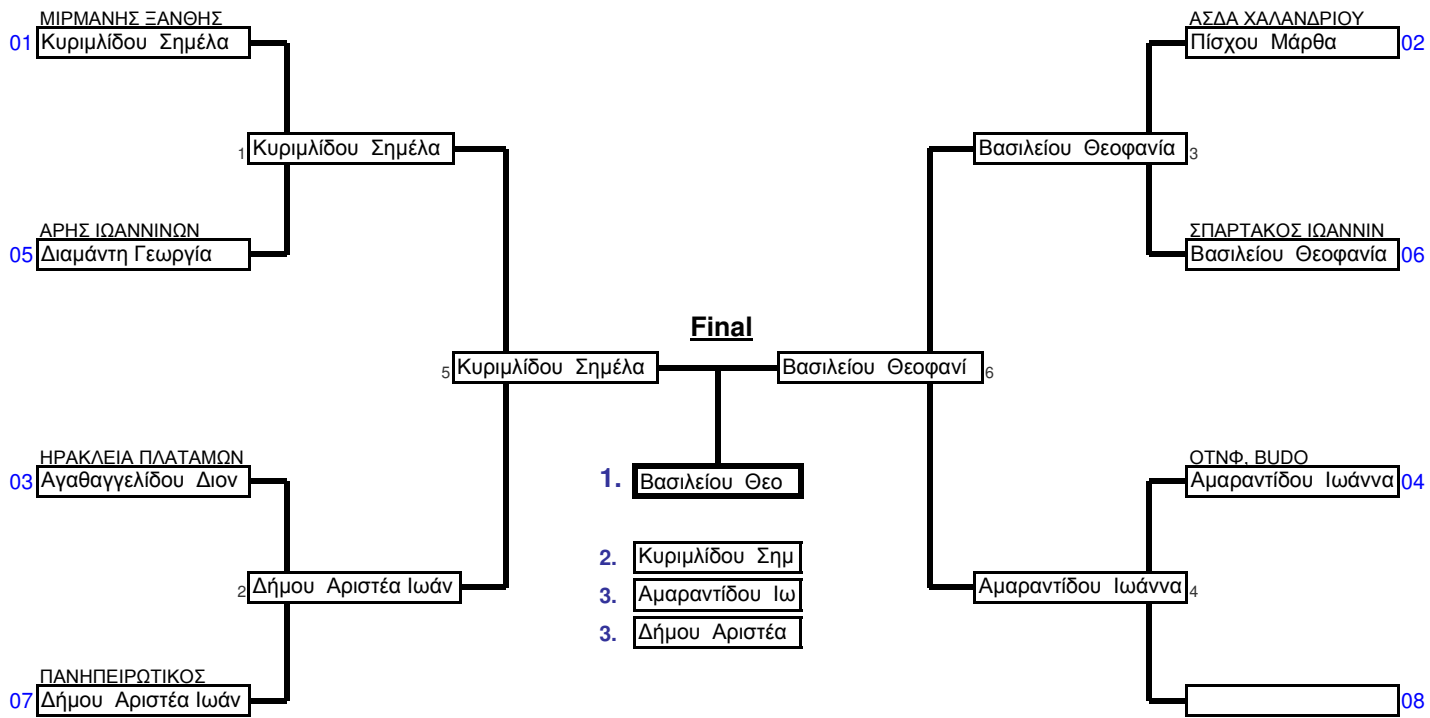 ΜΙΡΜΑΝΗΣ ΞΑΝΘΗΣ
01 Κυριμλίδου Σημέλα
ΑΣΔΑ ΧΑΛΑΝΔΡΙΟΥ
Πίσχου Μάρθα 02
1 Κυριμλίδου Σημέλα
Βασιλείου Θεοφανία 3
ΑΡΗΣ ΙΩΑΝΝΙΝΩΝ
05 Διαμάντη Γεωργία
ΣΠΑΡΤΑΚΟΣ ΙΩΑΝΝΙΝ
Βασιλείου Θεοφανία 06
Final
5 Κυριμλίδου Σημέλα
Βασιλείου Θεοφανί 6
ΗΡΑΚΛΕΙΑ ΠΛΑΤΑΜΩΝ
03 Αγαθαγγελίδου Διον
1. Βασιλείου Θεο
ΟΤΝΦ, BUDO
Αμαραντίδου Ιωάννα 04
2. Κυριμλίδου Σημ
3. Αμαραντίδου Ιω
3. Δήμου Αριστέα
2 Δήμου Αριστέα Ιωάν
Αμαραντίδου Ιωάννα 4
ΠΑΝΗΠΕΙΡΩΤΙΚΟΣ
07 Δήμου Αριστέα Ιωάν
08